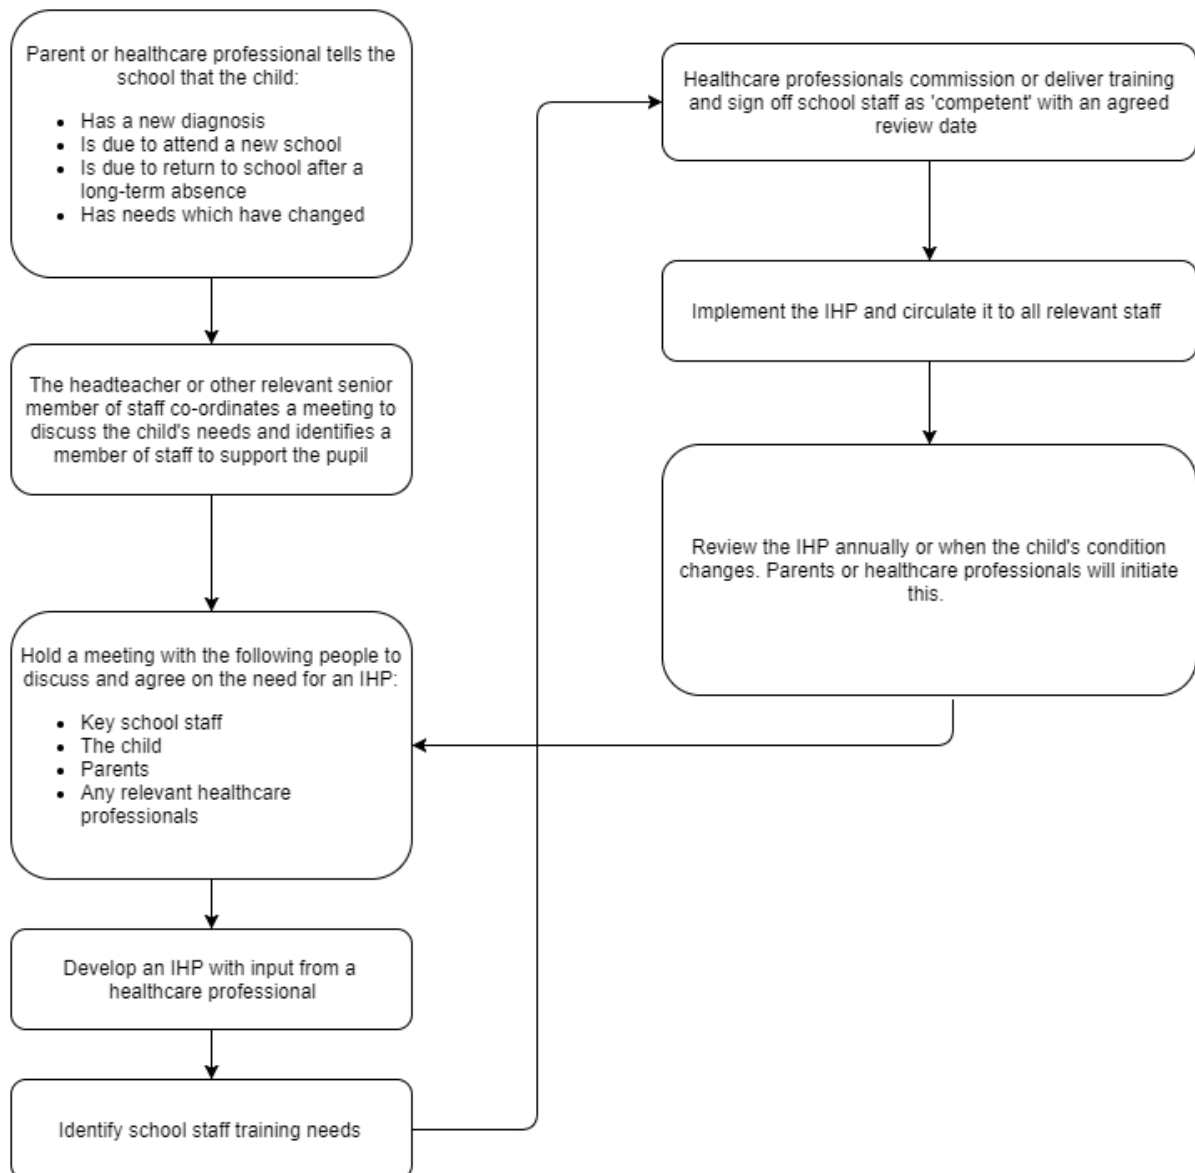 Parent or healthcare professional tells the
school that the child:
• Has a new diagnosis
• Is due to attend a new school
• Is due to return to school after a
long-term absence
• Has needs which have changed
The headteacher or other relevant senior
member of staff co-ordinates a meeting to
discuss the child's needs and identifies a
member of staff to support the pupil
Hold a meeting with the following people to
discuss and agree on the need for an IHP:
• Key school staff
• The child
• Parents
• Any relevant healthcare
professionals
Develop an IHP with input from a
healthcare professional
Identify school staff training needs
Healthcare professionals commission or deliver training
and sign off school staff as 'competent' with an agreed
review date
Implement the IHP and circulate it to all relevant staff
Review the IHP annually or when the child's condition
changes. Parents or healthcare professionals will initiate
this.